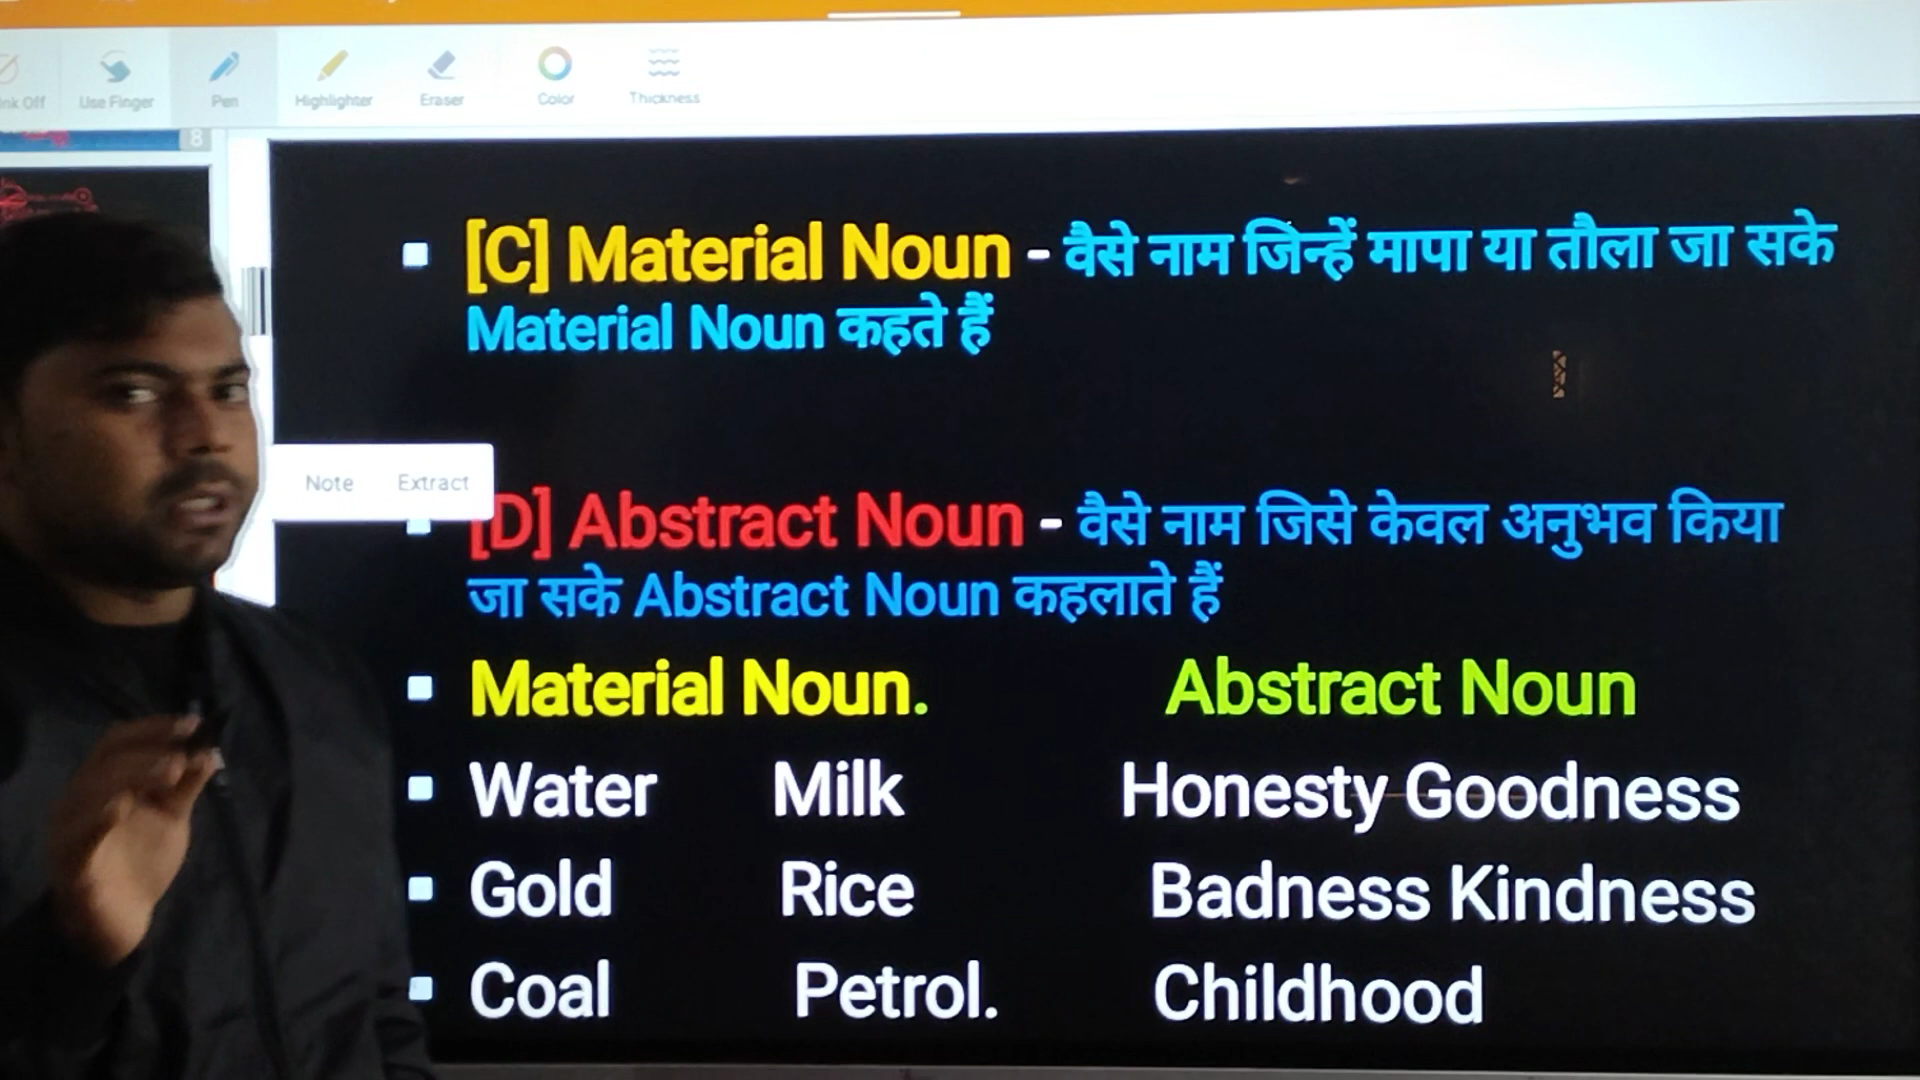 Ink Off Use Finger Pen Highlighter Eraser Color Thickness
8
[C] Material Noun - वैसे नाम जिन्हें मापा या तौला जा सके
Material Noun कहते हैं
Note Extract
[D] Abstract Noun - वैसे नाम जिसे केवल अनुभव किया
जा सके Abstract Noun कहलाते हैं
Material Noun. Abstract Noun
Water Milk Honesty Goodness
Gold Rice Badness Kindness
Coal Petrol. Childhood